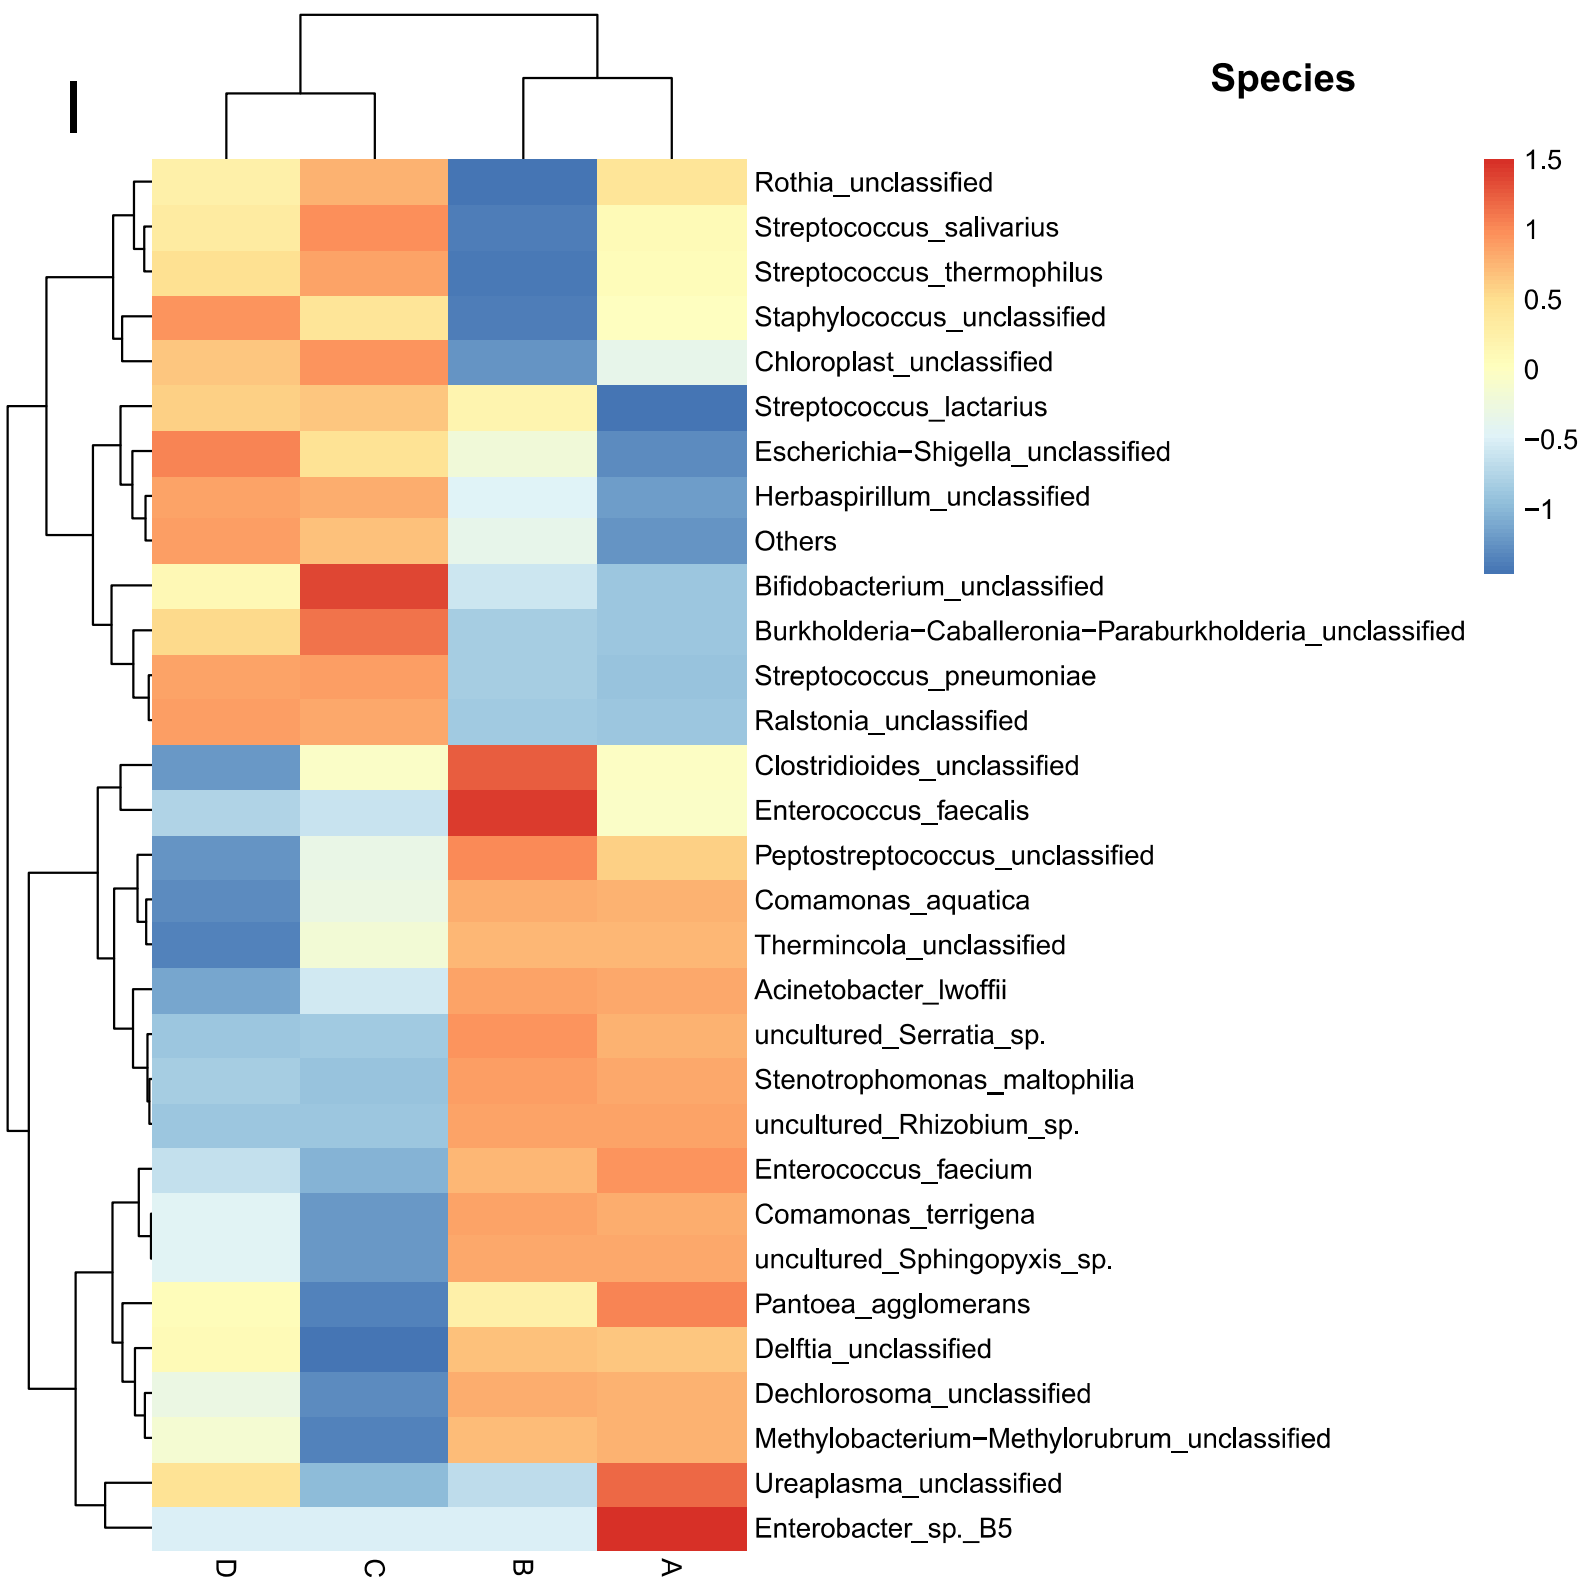 I
Species
Rothia_unclassified
Streptococcus_salivarius
Streptococcus_thermophilus
Staphylococcus_unclassified
Chloroplast_unclassified
Streptococcus_lactarius
Escherichia−Shigella_unclassified
Herbaspirillum_unclassified
Others
Bifidobacterium_unclassified
Burkholderia−Caballeronia−Paraburkholderia_unclassified
Streptococcus_pneumoniae
Ralstonia_unclassified
Clostridioides_unclassified
Enterococcus_faecalis
Peptostreptococcus_unclassified
Comamonas_aquatica
Thermincola_unclassified
Acinetobacter_lwoffii
uncultured_Serratia_sp.
Stenotrophomonas_maltophilia
uncultured_Rhizobium_sp.
Enterococcus_faecium
Comamonas_terrigena
uncultured_Sphingopyxis_sp.
Pantoea_agglomerans
Delftia_unclassified
Dechlorosoma_unclassified
Methylobacterium−Methylorubrum_unclassified
Ureaplasma_unclassified
Enterobacter_sp._B5
1.5
1
0.5
0
−0.5
−1
D
C
B
A